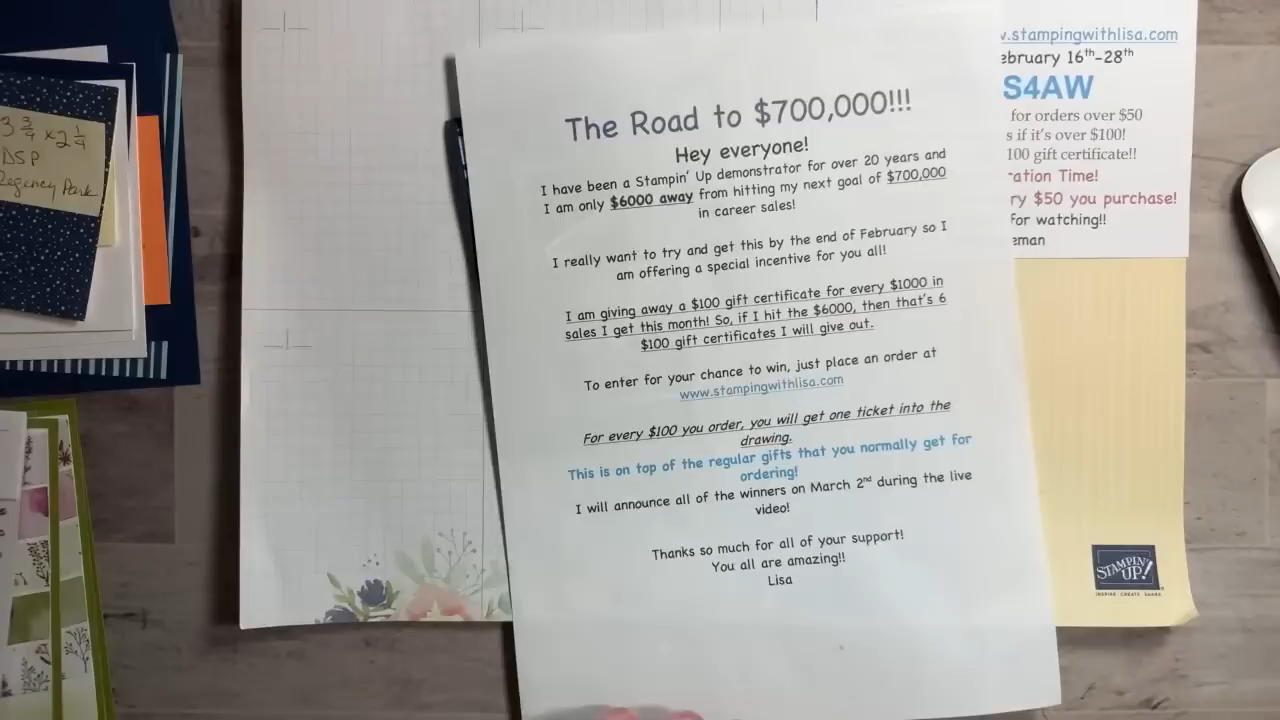 3 3/4 x 2 1/4
DSP
Regency Park
The Road to $700,000!!!
Hey everyone!
I have been a Stampin' Up demonstrator for over 20 years and
I am only $6000 away from hitting my next goal of $700,000
in career sales!
I really want to try and get this by the end of February so I
am offering a special incentive for you all!
I am giving away a $100 gift certificate for every $1000 in
sales I get this month! So, if I hit the $6000, then that's 6
$100 gift certificates I will give out.
To enter for your chance to win, just place an order at
www.stampingwithlisa.com
For every $100 you order, you will get one ticket into the
drawing.
This is on top of the regular gifts that you normally get for
ordering!
I will announce all of the winners on March 2nd during the live
video!
Thanks so much for all of your support!
You all are amazing!!
Lisa
.stampingwithlisa.com
ebruary 16th-28th
S4AW
for orders over $50
s if it's over $100!
100 gift certificate!!
ation Time!
ry $50 you purchase!
for watching!!
eman
STAMPIN' UP!
INSPIRE. CREATE. SHARE.